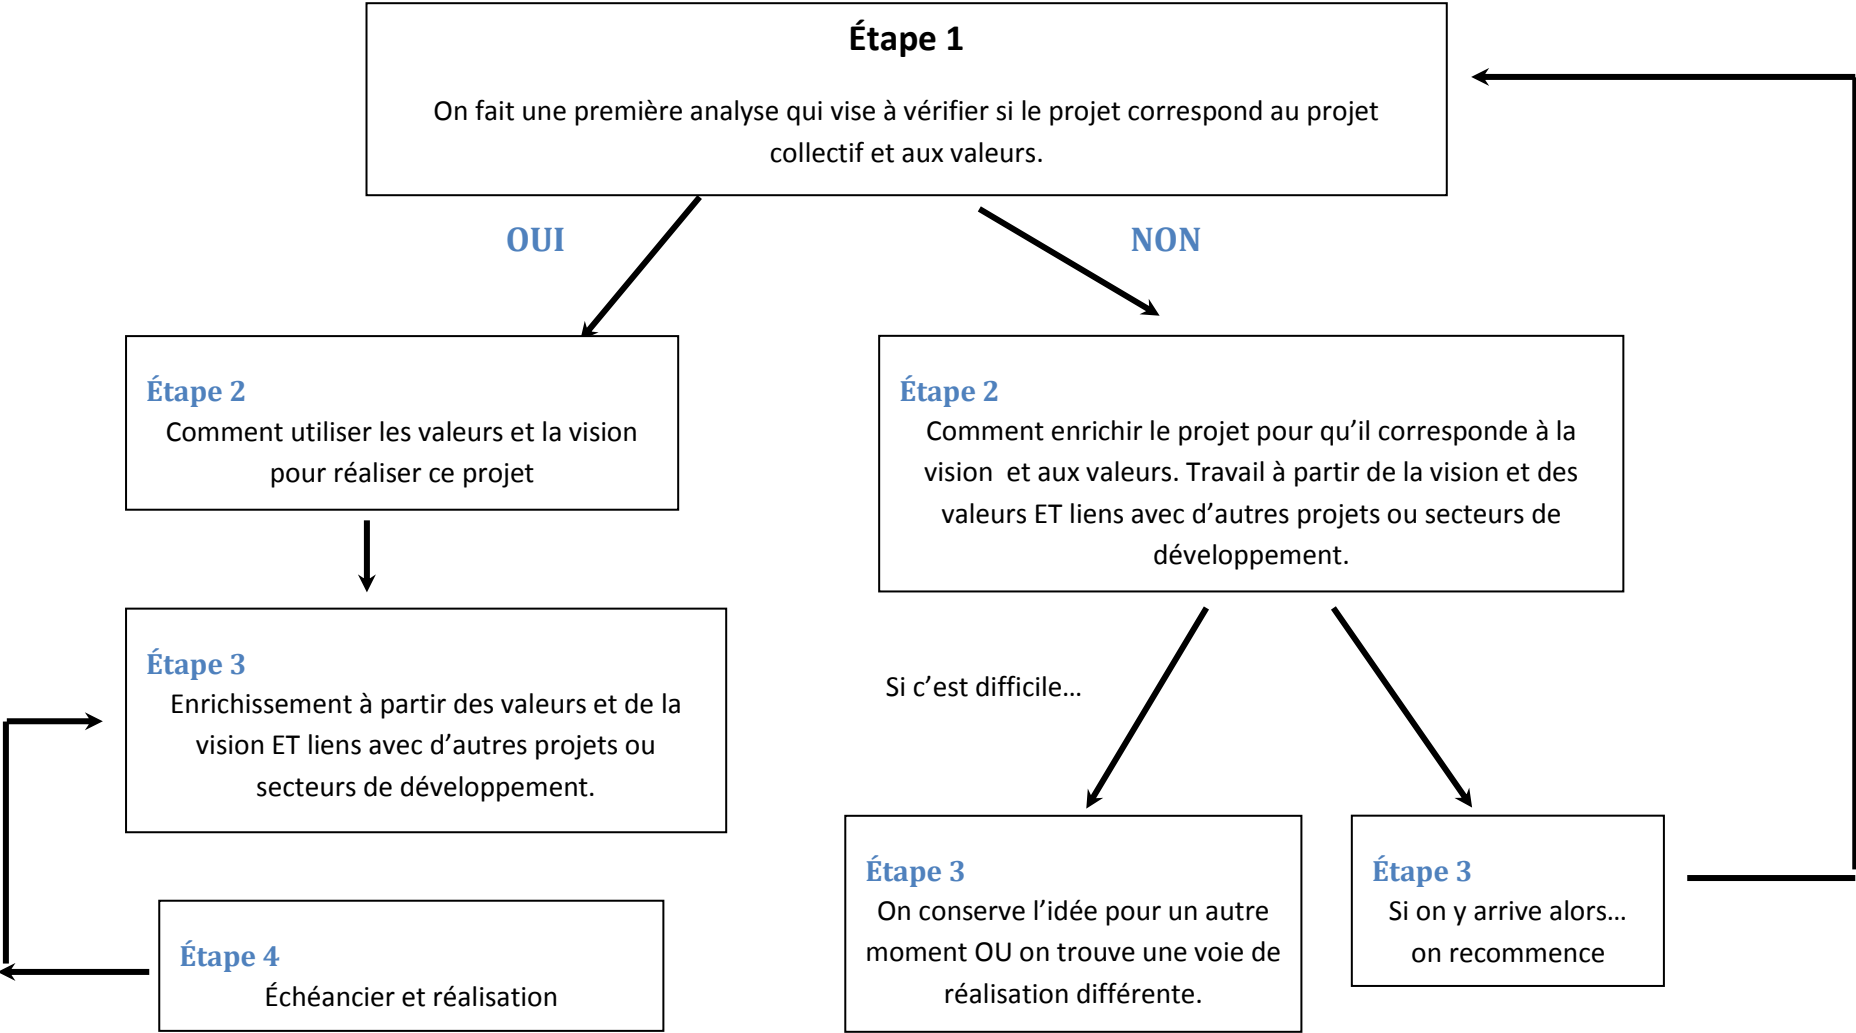 Étape 1
On fait une première analyse qui vise à vérifier si le projet correspond au projet
collectif et aux valeurs.
OUI
NON
Étape 2
Comment utiliser les valeurs et la vision
pour réaliser ce projet
Étape 2
Comment enrichir le projet pour qu’il corresponde à la
vision  et aux valeurs. Travail à partir de la vision et des
valeurs ET liens avec d’autres projets ou secteurs de
développement.
Étape 3
Enrichissement à partir des valeurs et de la
vision ET liens avec d’autres projets ou
secteurs de développement.
Si c’est difficile…
Étape 3
On conserve l’idée pour un autre
moment OU on trouve une voie de
réalisation différente.
Étape 3
Si on y arrive alors…
on recommence
Étape 4
Échéancier et réalisation